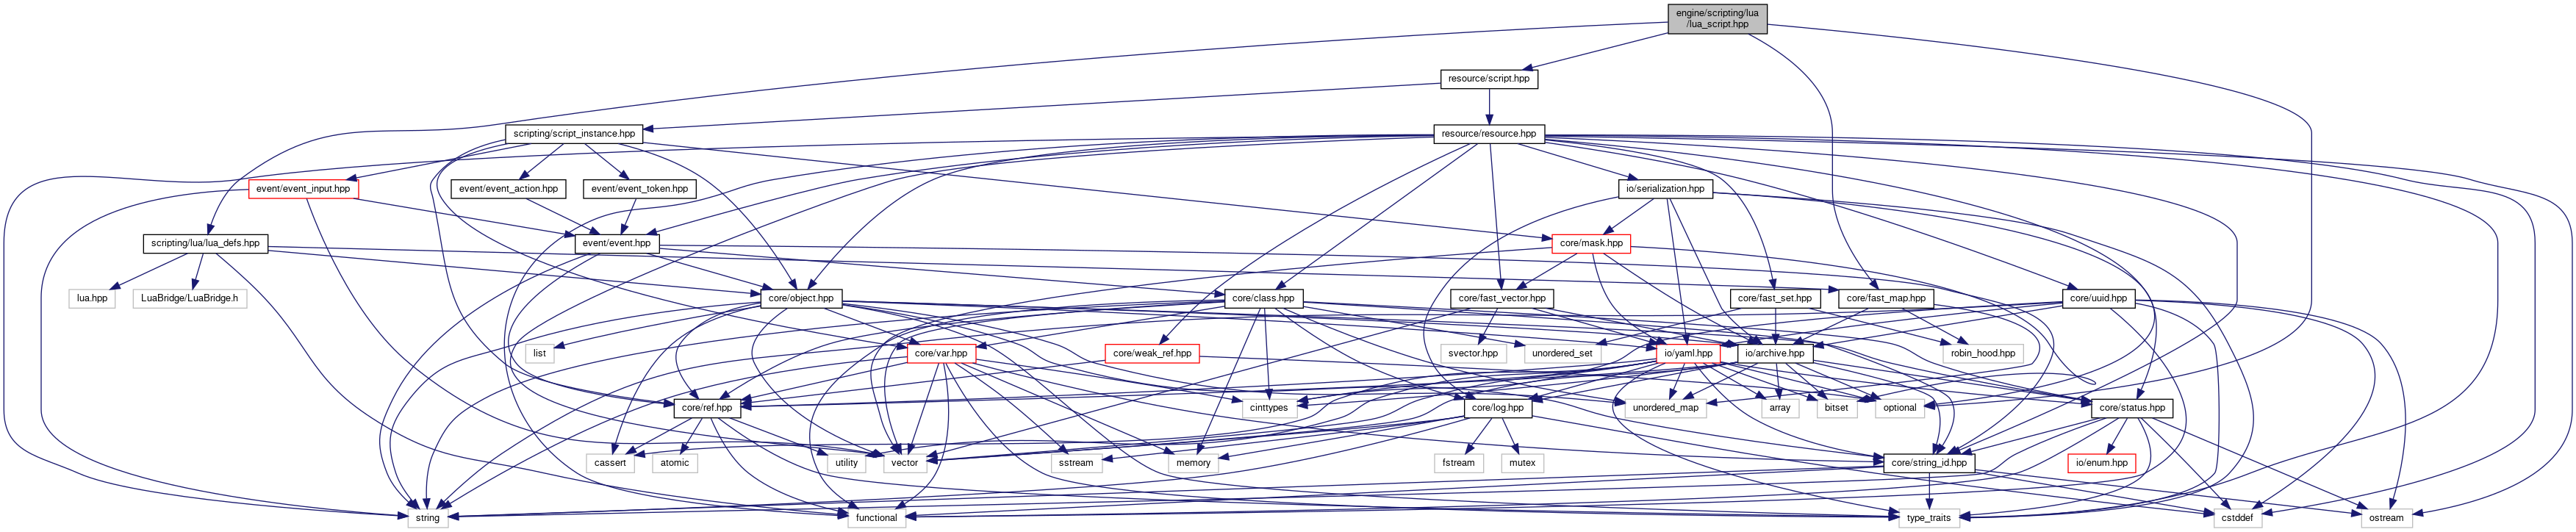 engine/scripting/lua
/lua_script.hpp
resource/script.hpp
scripting/script_instance.hpp
resource/resource.hpp
event/event_input.hpp
event/event_action.hpp
event/event_token.hpp
io/serialization.hpp
scripting/lua/lua_defs.hpp
event/event.hpp
core/mask.hpp
lua.hpp
LuaBridge/LuaBridge.h
core/object.hpp
core/class.hpp
core/fast_vector.hpp
core/fast_set.hpp
core/fast_map.hpp
core/uuid.hpp
list
core/var.hpp
core/weak_ref.hpp
svector.hpp
unordered_set
io/yaml.hpp
io/archive.hpp
robin_hood.hpp
core/ref.hpp
cinttypes
core/log.hpp
unordered_map
array
bitset
optional
core/status.hpp
cassert
atomic
utility
vector
sstream
memory
fstream
mutex
core/string_id.hpp
io/enum.hpp
string
functional
type_traits
cstddef
ostream